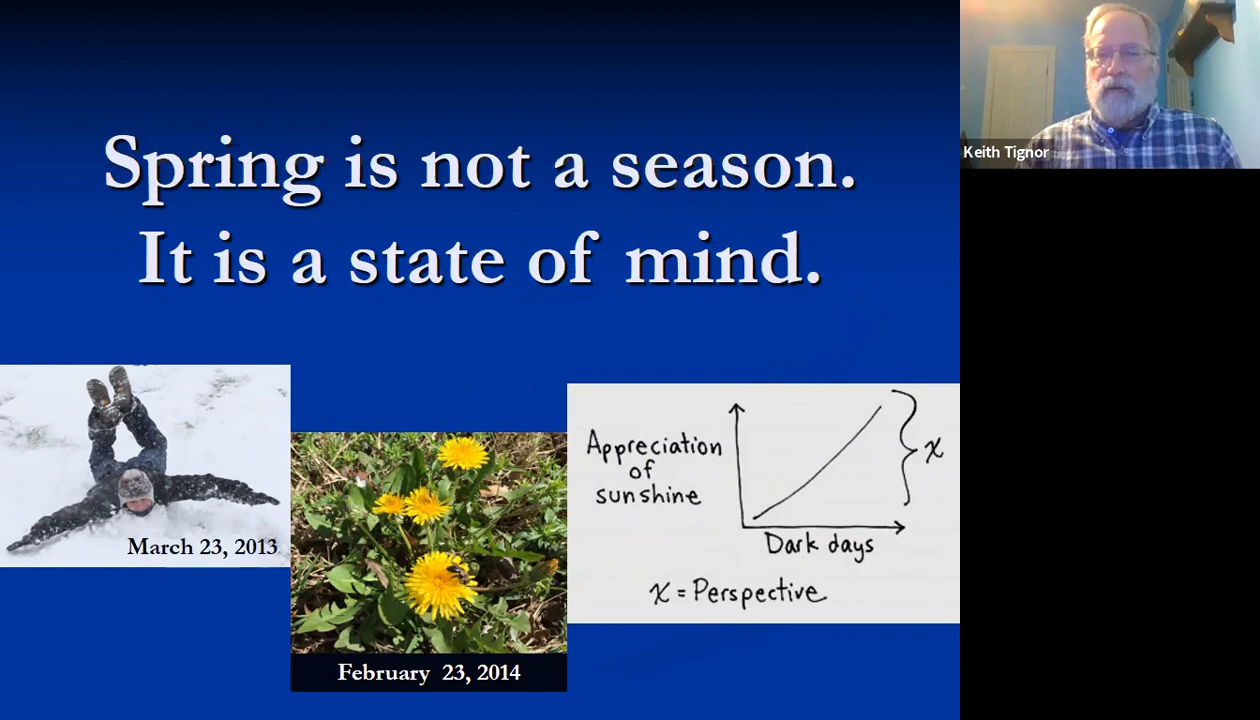 Spring is not a season.
It is a state of mind.
Keith Tignor
March 23, 2013
February 23, 2014
Appreciation
of
sunshine
x
Dark days
x = Perspective